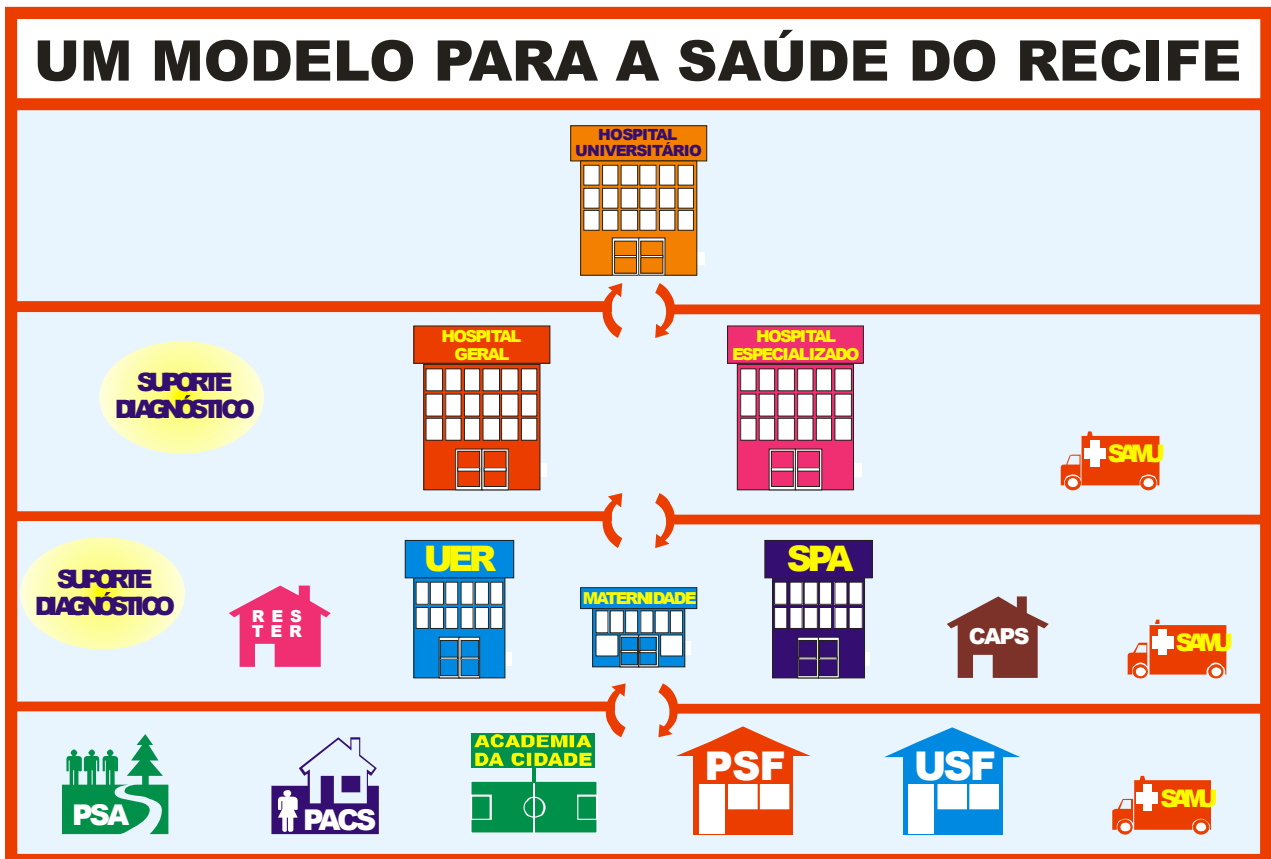 UM MODELO PARA A SAÚDE DO RECIFE
HOSPITAL
UNIVERSITÁRIO
HOSPITAL
GERAL
HOSPITAL
ESPECIALIZADO
SUPORTE
DIAGNÓSTICO
SAMU
SUPORTE
DIAGNÓSTICO
RES
TER
UER
MATERNIDADE
SPA
CAPS
SAMU
PSA
PACS
ACADEMIA
DA CIDADE
PSF
USF
SAMU